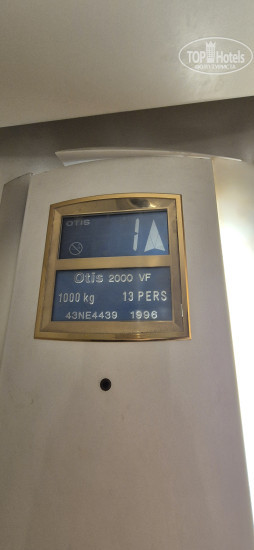 TOP Hotels
OTIS
1
Otis 2000 VF
1000 kg 13 PERS
43NE4439 1996